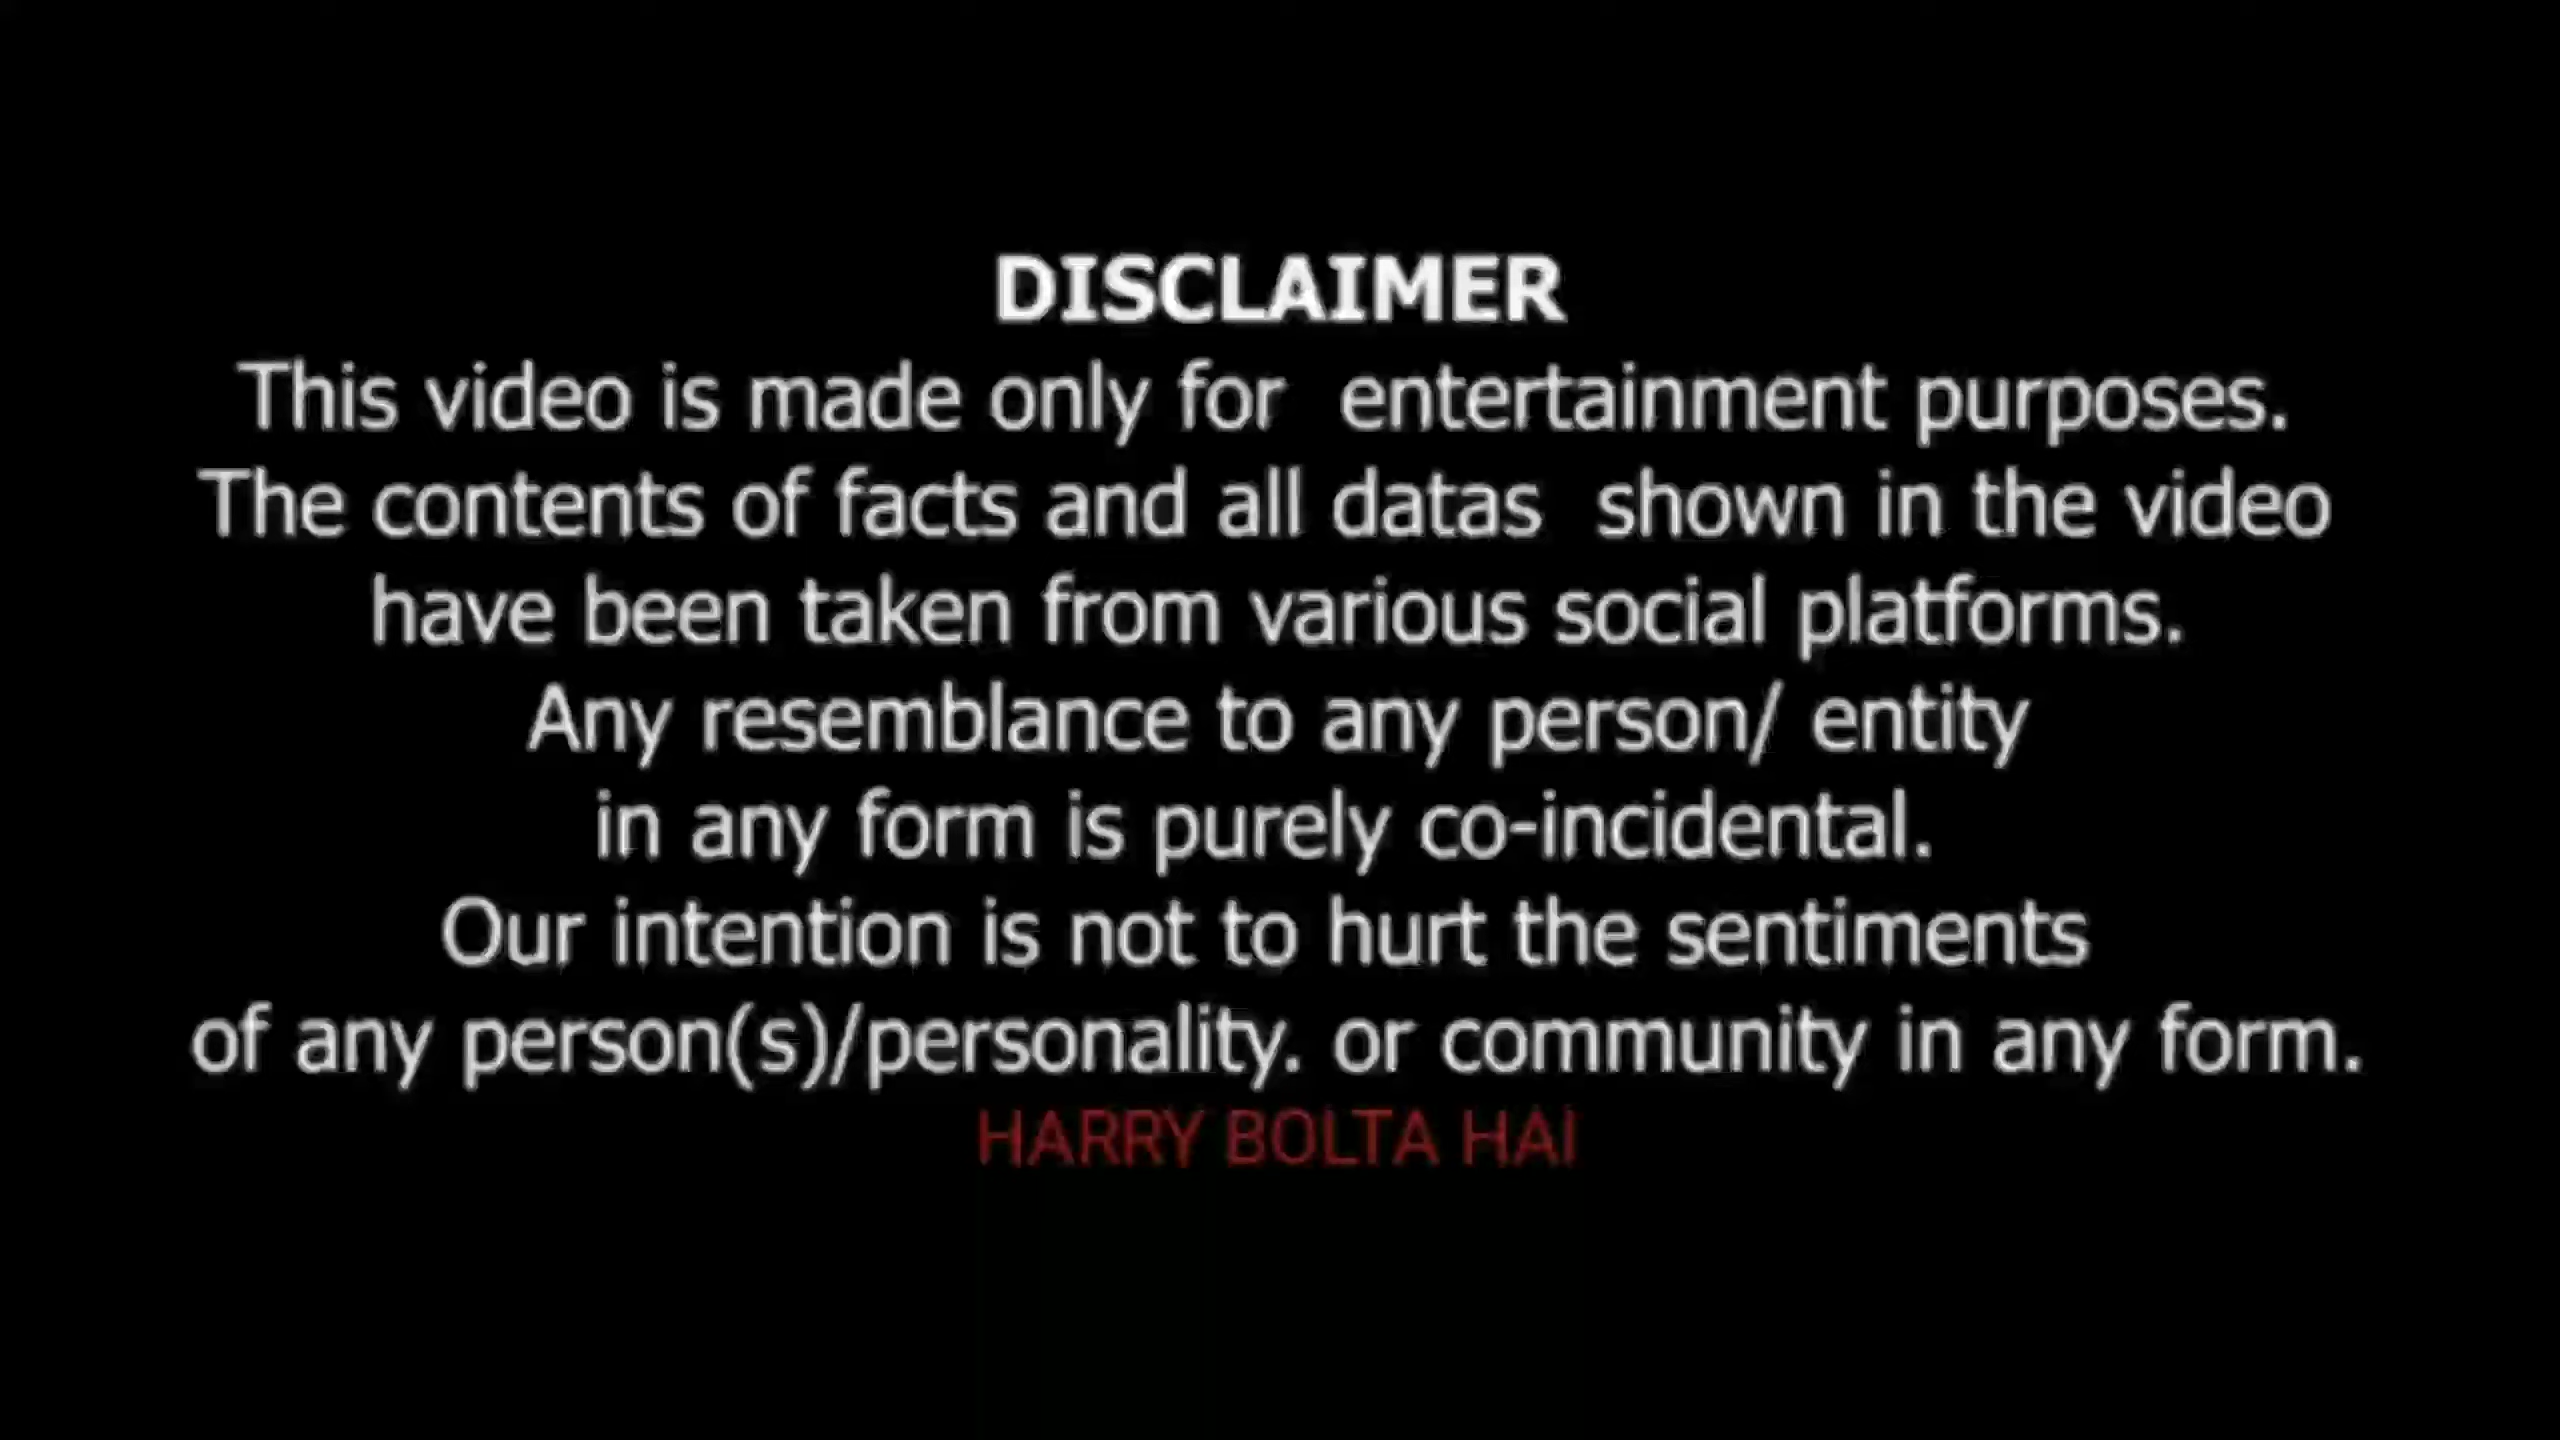 DISCLAIMER
This video is made only for entertainment purposes.
The contents of facts and all datas shown in the video
have been taken from various social platforms.
Any resemblance to any person/ entity
in any form is purely co-incidental.
Our intention is not to hurt the sentiments
of any person(s)/personality. or community in any form.
HARRY BOLTA HAI